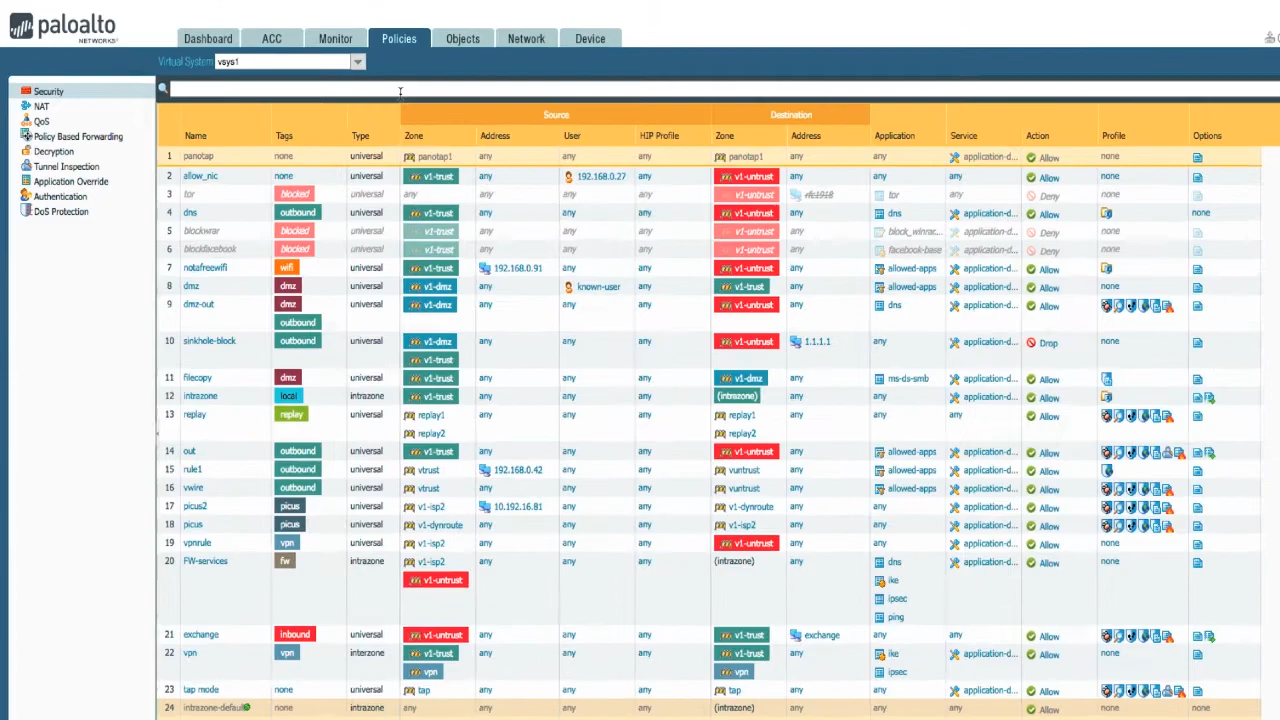 paloalto
NETWORKS
Dashboard ACC Monitor Policies Objects Network Device
Virtual System vsys1
Security
NAT
QoS
Policy Based Forwarding
Decryption
Tunnel Inspection
Application Override
Authentication
DoS Protection
Source Destination
Name Tags Type Zone Address User HIP Profile Zone Address Application Service Action Profile Options
1 panotap none universal panotap1 any any any panotap1 any any application-d... Allow none
2 allow_nic none universal v1-trust any 192.168.0.27 any v1-untrust any any any Allow none
3 tor blocked universal any any any any v1-untrust rfc1918 tor application-d... Deny none
4 dns outbound universal v1-trust any any any v1-untrust any dns application-d... Allow none
5 blockwrar blocked universal v1-trust any any any v1-untrust any block_winrar... application-d... Deny none
6 blockfacebook blocked universal v1-trust any any any v1-untrust any facebook-base application-d... Deny none
7 notafreewifi wifi universal v1-trust 192.168.0.91 any any v1-untrust any allowed-apps application-d... Allow
8 dmz dmz universal v1-dmz any known-user any v1-trust any allowed-apps application-d... Allow none
9 dmz-out dmz universal v1-dmz any any any v1-untrust any dns application-d... Allow
outbound
10 sinkhole-block outbound universal v1-dmz any any any v1-untrust 1.1.1.1 any application-d... Drop none
v1-trust
11 filecopy dmz universal v1-trust any any any v1-dmz any ms-ds-smb application-d... Allow
12 intrazone local intrazone v1-trust any any any (intrazone) any any application-d... Allow
13 replay replay universal replay1 any any any replay1 any any any Allow
replay2 replay2
14 out outbound universal v1-trust any any any v1-untrust any allowed-apps application-d... Allow
15 rule1 outbound universal vtrust 192.168.0.42 any any vuntrust any allowed-apps application-d... Allow
16 vwire outbound universal vtrust any any any vuntrust any allowed-apps application-d... Allow
17 picus2 picus universal v1-isp2 10.192.16.81 any any v1-dynroute any any application-d... Allow
18 picus picus universal v1-dynroute any any any v1-isp2 any any application-d... Allow
19 vpnrule vpn universal v1-isp2 any any any v1-untrust any any application-d... Allow none
20 FW-services fw intrazone v1-isp2 any any any (intrazone) any dns application-d... Allow none
v1-untrust ike
ipsec
ping
21 exchange inbound universal v1-untrust any any any v1-trust exchange any any Allow
22 vpn vpn interzone v1-trust any any any v1-trust any ike application-d... Allow none
vpn vpn ipsec
23 tap mode none universal tap any any any tap any any application-d... Allow
24 intrazone-default none intrazone any any any any (intrazone) any any any Allow none none